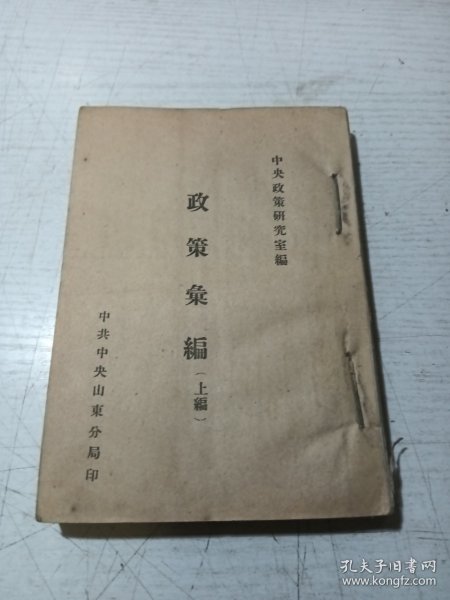 中央政策研究室編
政策彙編(上編)
中共中央山東分局印
孔夫子旧书网
www.kongfz.com